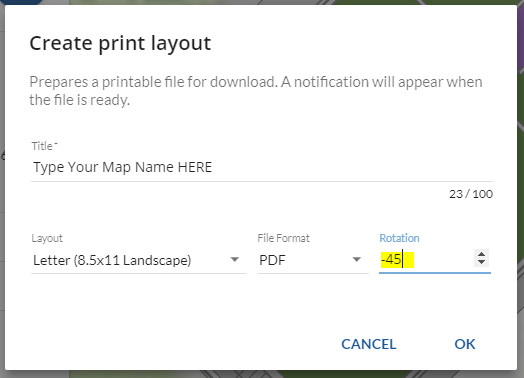 Create print layout
Prepares a printable file for download. A notification will appear when
the file is ready.
Title *
Type Your Map Name HERE
23 / 100
Layout
File Format
Rotation
Letter (8.5x11 Landscape)
PDF
-45
CANCEL
OK